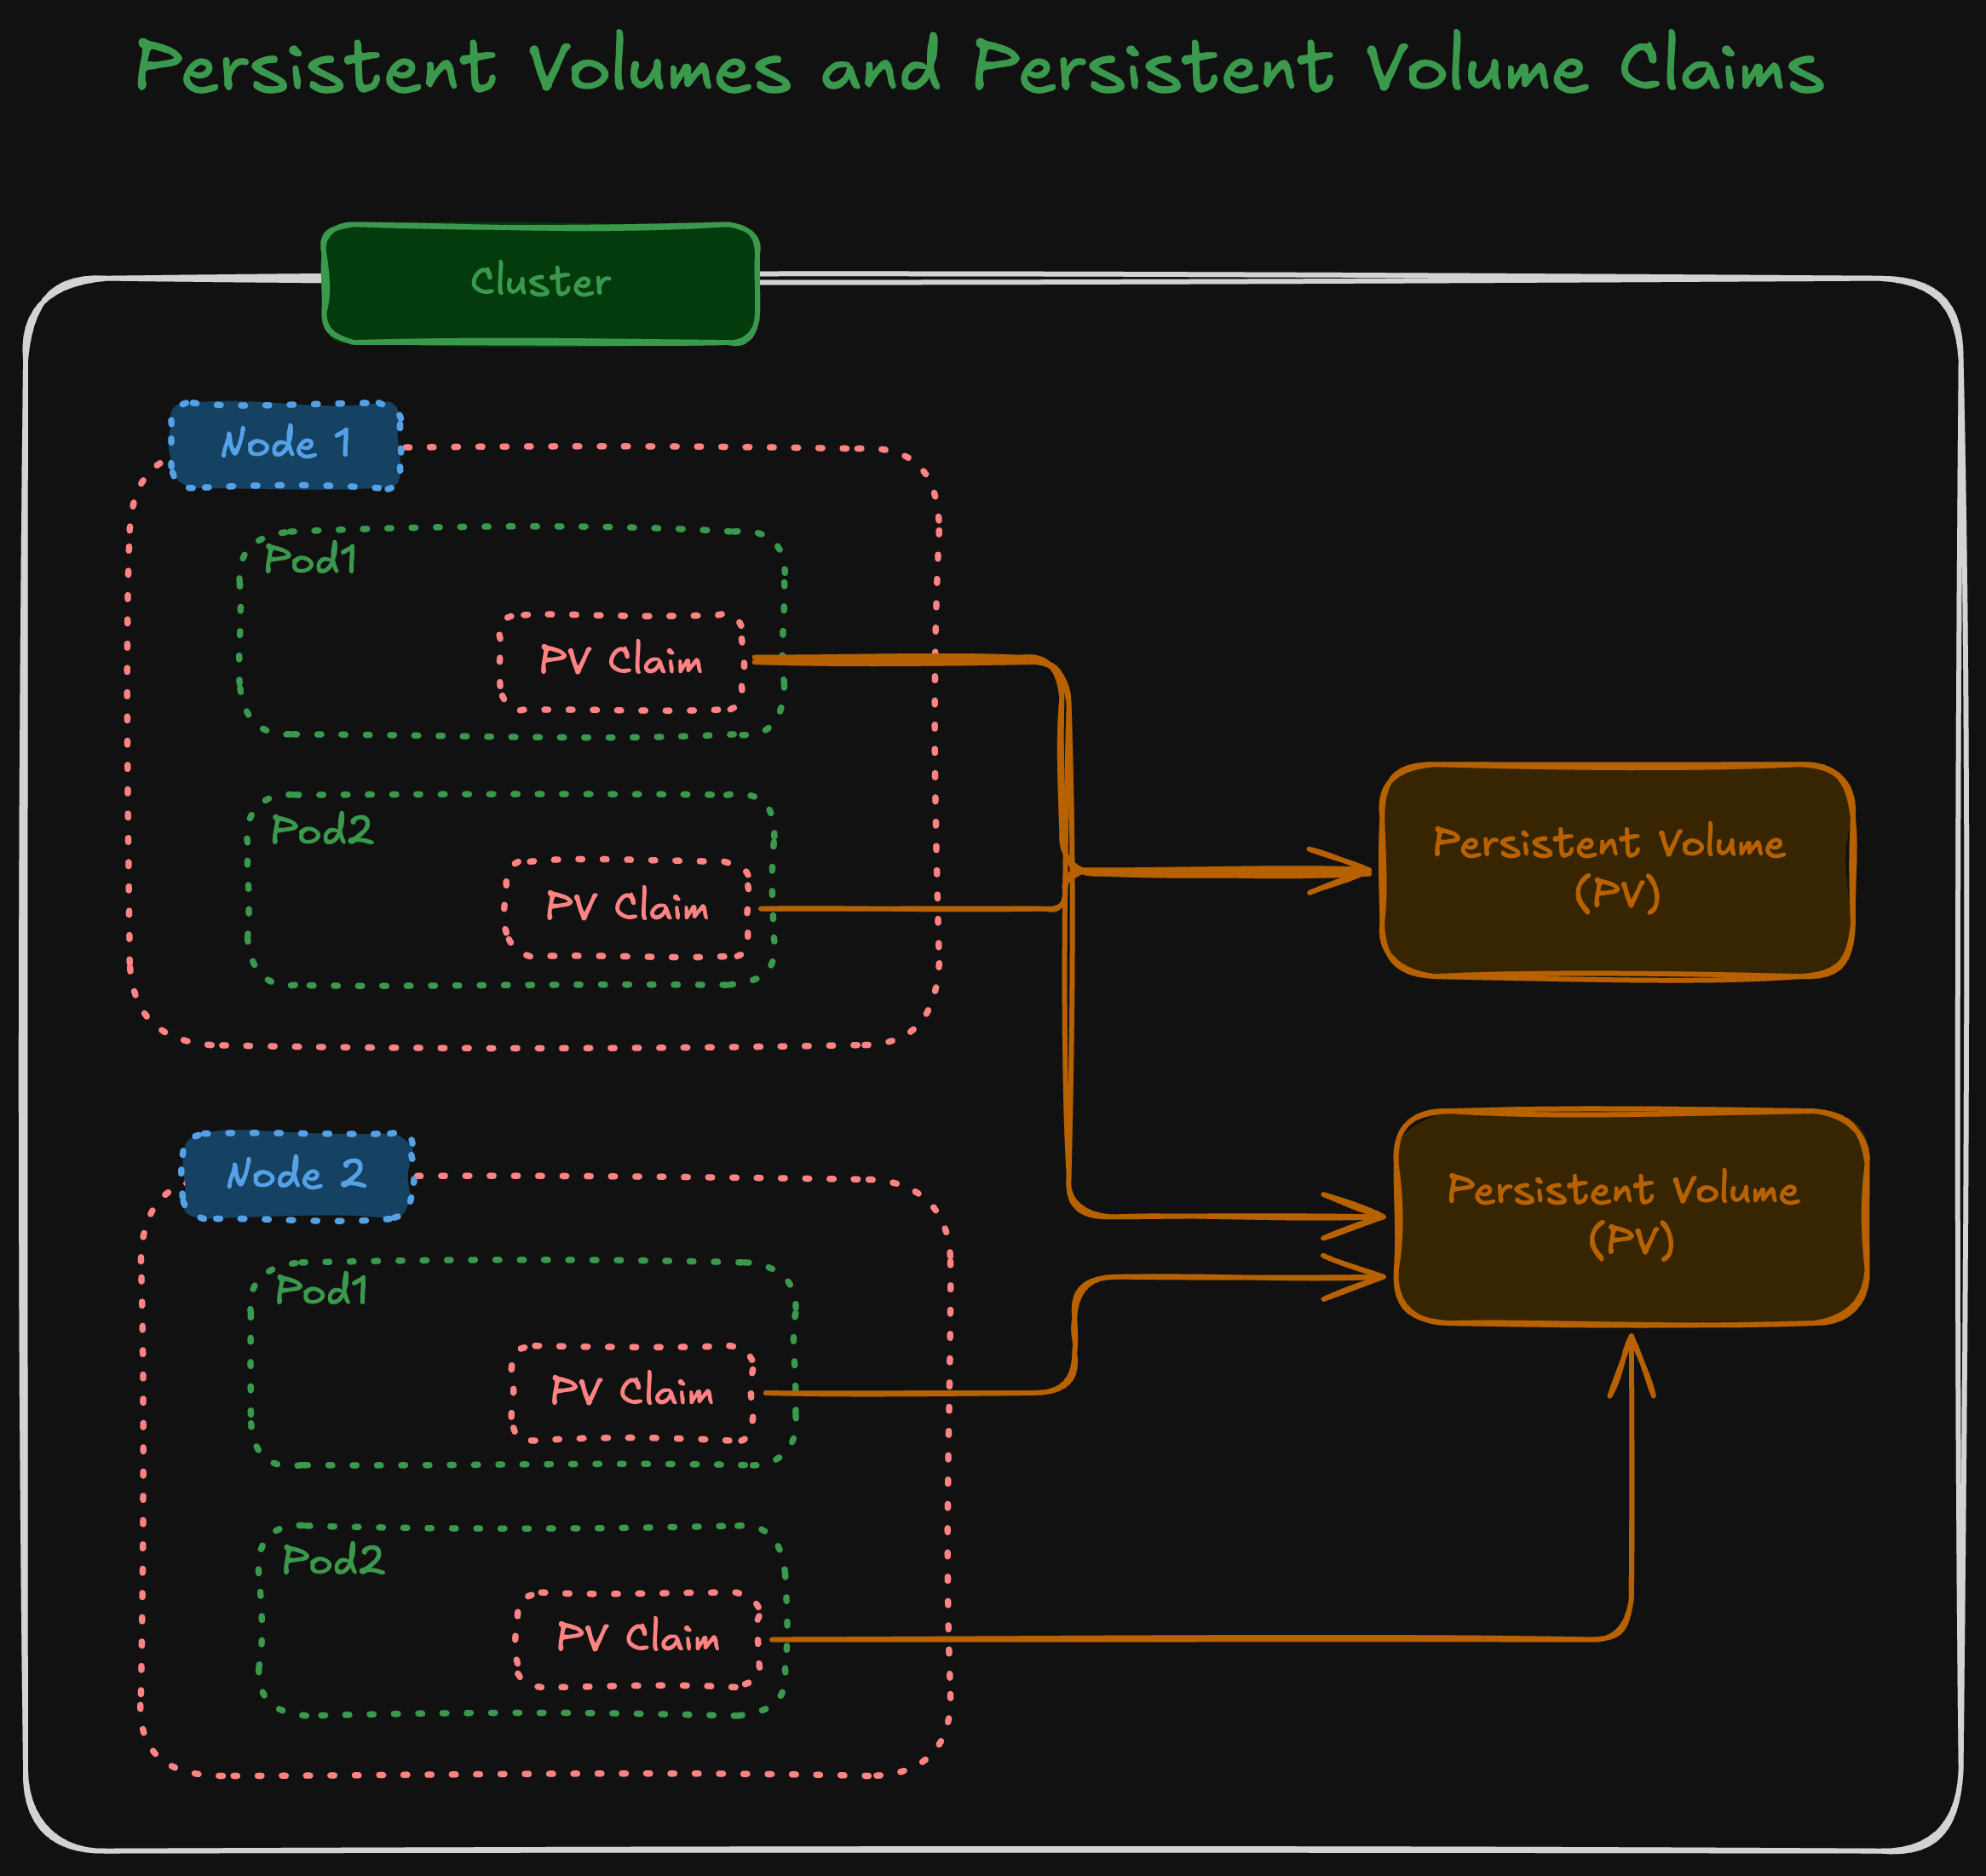 Persistent Volumes and Persistent Volume Claims
Cluster
Node 1
Pod1
PV Claim
Pod2
PV Claim
Persistent Volume
(PV)
Node 2
Pod1
PV Claim
Pod2
PV Claim
Persistent Volume
(PV)